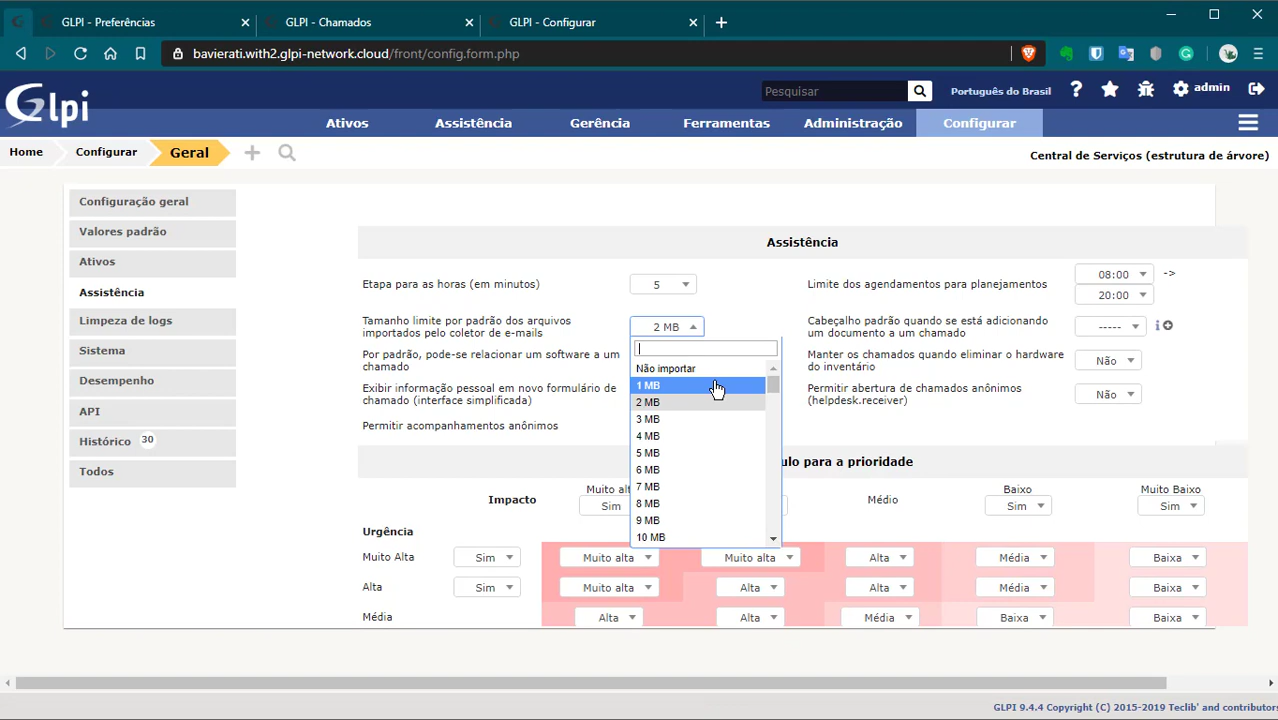 GLPI - Preferências
GLPI - Chamados
GLPI - Configurar
bavierati.with2.glpi-network.cloud/front/config.form.php
Glpi
Pesquisar
Português do Brasil
?
admin
Ativos
Assistência
Gerência
Ferramentas
Administração
Configurar
Home
Configurar
Geral
Central de Serviços (estrutura de árvore)
Configuração geral
Valores padrão
Ativos
Assistência
Limpeza de logs
Sistema
Desempenho
API
Histórico 30
Todos
Assistência
Etapa para as horas (em minutos)
5
Limite dos agendamentos para planejamentos
08:00
->
20:00
Tamanho limite por padrão dos arquivos
importados pelo coletor de e-mails
2 MB
Cabeçalho padrão quando se está adicionando
um documento a um chamado
-----
Por padrão, pode-se relacionar um software a um
chamado
Manter os chamados quando eliminar o hardware
do inventário
Não
Exibir informação pessoal em novo formulário de
chamado (interface simplificada)
Permitir abertura de chamados anônimos
(helpdesk.receiver)
Não
Permitir acompanhamentos anônimos
Não importar
1 MB
2 MB
3 MB
4 MB
5 MB
6 MB
7 MB
8 MB
9 MB
10 MB
ulo para a prioridade
Impacto
Muito alt
Sim
Médio
Baixo
Sim
Muito Baixo
Sim
Urgência
Muito Alta
Sim
Muito alta
Muito alta
Alta
Média
Baixa
Alta
Sim
Muito alta
Alta
Alta
Média
Baixa
Média
Alta
Alta
Média
Baixa
Baixa
GLPI 9.4.4 Copyright (C) 2015-2019 Teclib' and contributors